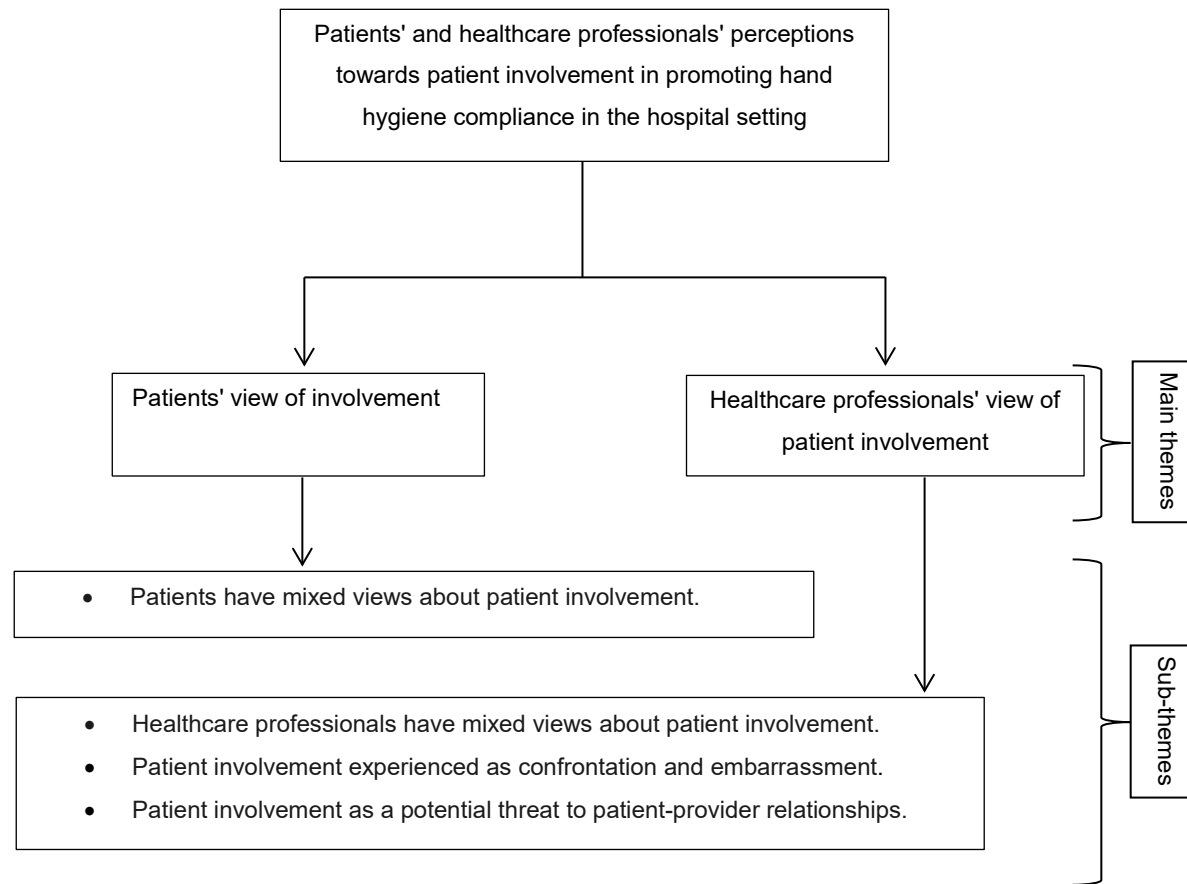 Patients' and healthcare professionals' perceptions
towards patient involvement in promoting hand
hygiene compliance in the hospital setting
Patients' view of involvement
Healthcare professionals' view of
patient involvement
Main themes
• Patients have mixed views about patient involvement.
• Healthcare professionals have mixed views about patient involvement.
• Patient involvement experienced as confrontation and embarrassment.
• Patient involvement as a potential threat to patient-provider relationships.
Sub-themes